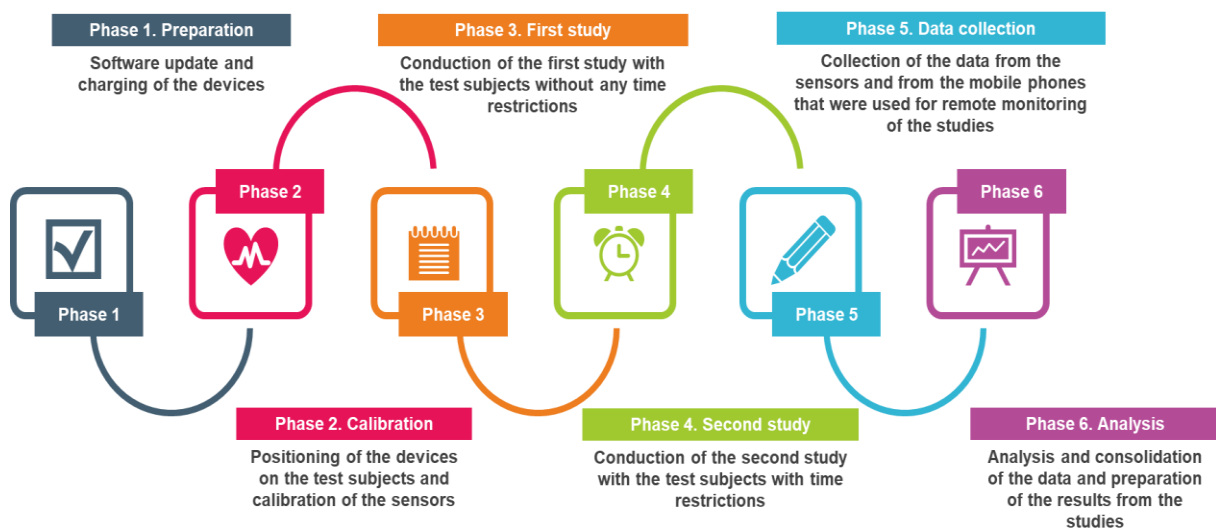 Phase 1. Preparation
Software update and
charging of the devices
Phase 3. First study
Conduction of the first study with
the test subjects without any time
restrictions
Phase 5. Data collection
Collection of the data from the
sensors and from the mobile phones
that were used for remote monitoring
of the studies
Phase 1
Phase 2
Phase 3
Phase 4
Phase 5
Phase 6
Phase 2. Calibration
Positioning of the devices
on the test subjects and
calibration of the sensors
Phase 4. Second study
Conduction of the second study
with the test subjects with time
restrictions
Phase 6. Analysis
Analysis and consolidation
of the data and preparation
of the results from the
studies